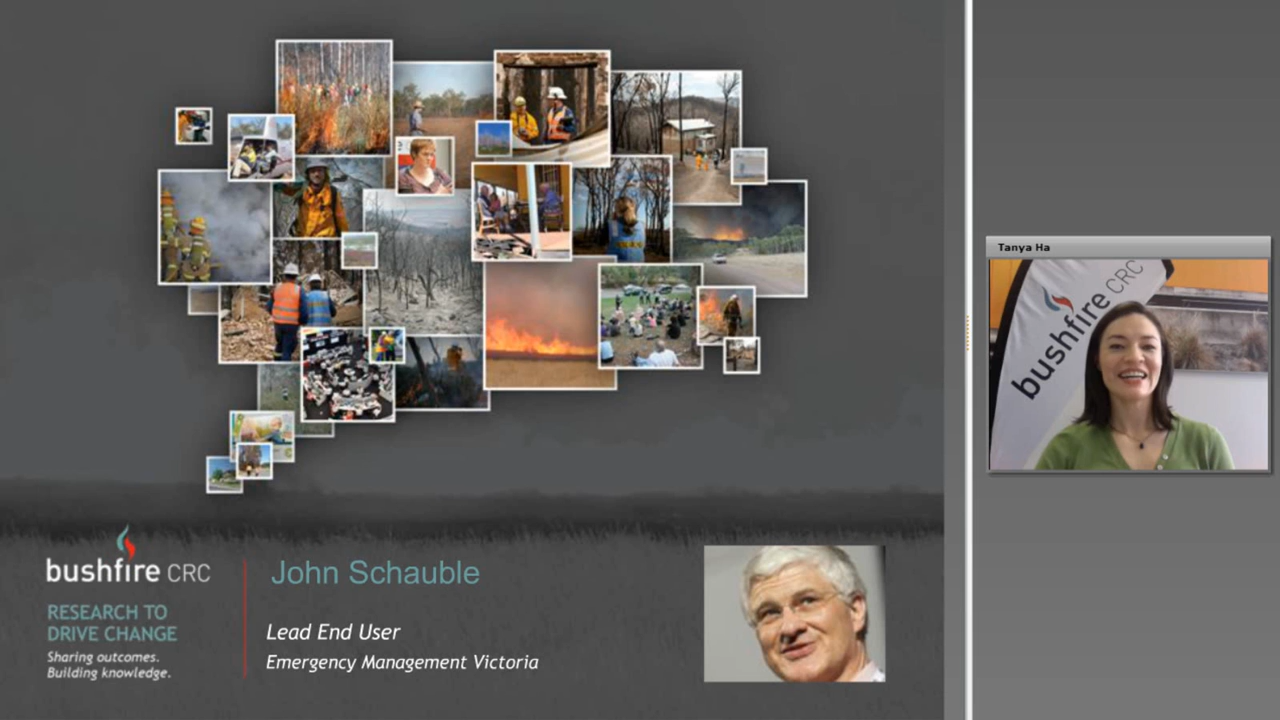 bushfire CRC
RESEARCH TO
DRIVE CHANGE
Sharing outcomes.
Building knowledge.
John Schauble
Lead End User
Emergency Management Victoria
Tanya Ha
bushfire CRC